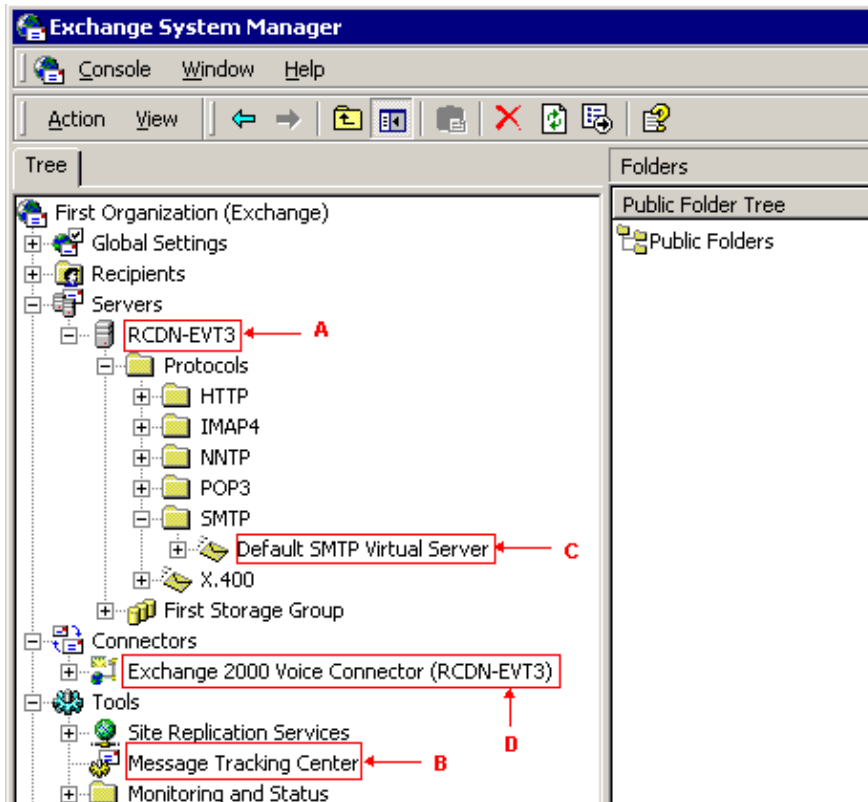 Exchange System Manager
Console Window Help
Action View
Tree
Folders
First Organization (Exchange)
Public Folder Tree
Global Settings
Public Folders
Recipients
Servers
RCDN-EVT3 A
Protocols
HTTP
IMAP4
NNTP
POP3
SMTP
Default SMTP Virtual Server C
X.400
First Storage Group
Connectors
Exchange 2000 Voice Connector (RCDN-EVT3)
Tools
Site Replication Services
D
Message Tracking Center B
Monitoring and Status